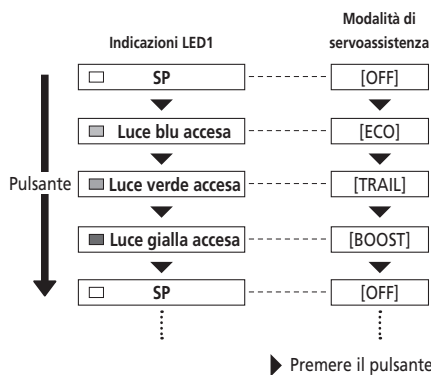 Indicazioni LED1
Modalità di
servoassistenza
SP
[OFF]
Luce blu accesa
[ECO]
Pulsante
Luce verde accesa
[TRAIL]
Luce gialla accesa
[BOOST]
SP
[OFF]
Premere il pulsante